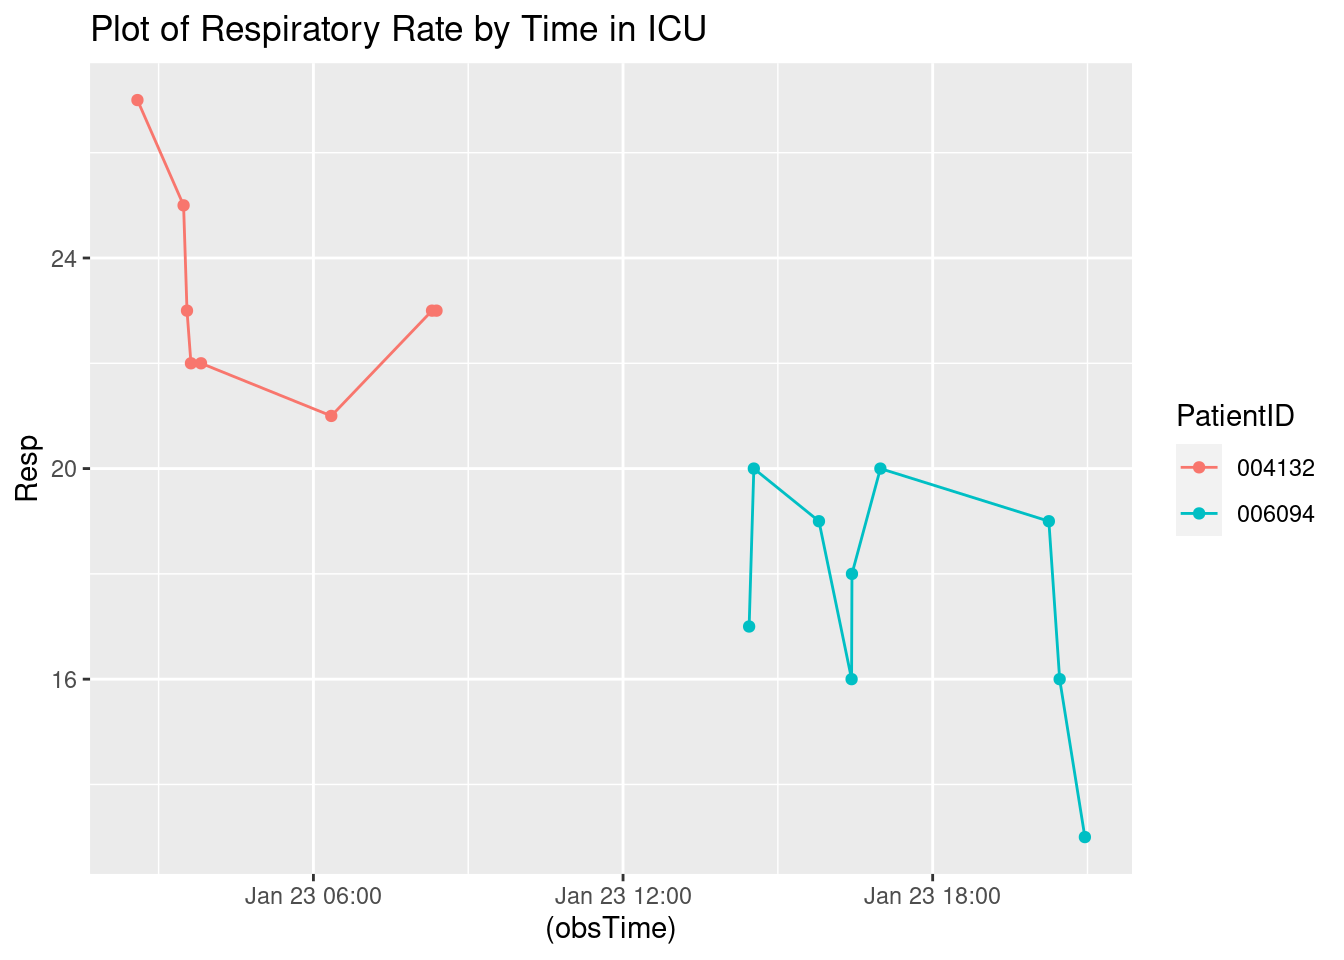 Plot of Respiratory Rate by Time in ICU
24
20
16
Resp
Jan 23 06:00
Jan 23 12:00
Jan 23 18:00
(obsTime)
PatientID
004132
006094